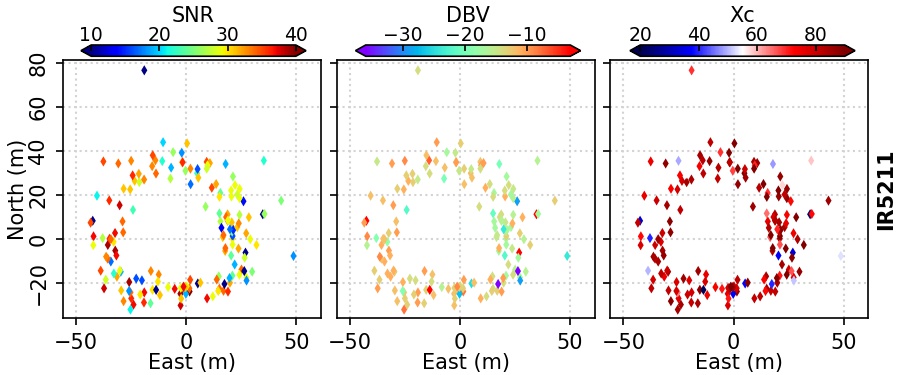 SNR DBV Xc
10 20 30 40 −30 −20 −10 20 40 60 80
80
60
40
20
0
−20
North (m)
−50 0 50 −50 0 50 −50 0 50
East (m) East (m) East (m)
IR5211